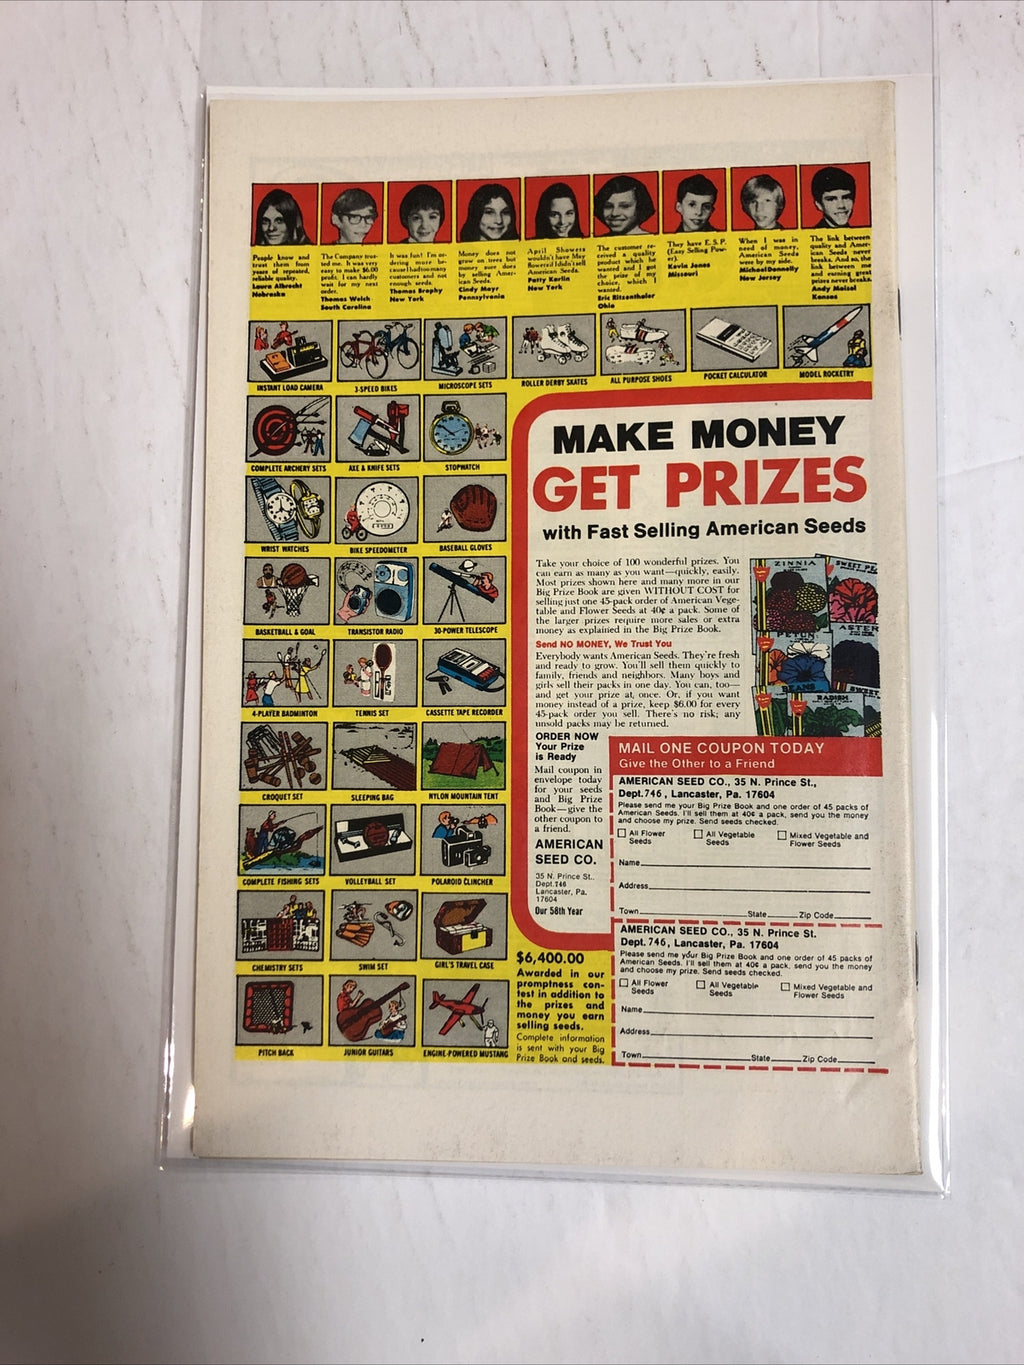 People know and
trust them from
years of repeated,
reliable quality.
Laura Albrecht
Nebraska
The Company trus-
ted me. It was very
easy to make $6.00
profit. I can hardly
wait for my next
order.
Thomas Welch
South Carolina
It was fun! I'm or-
dering more be-
cause I had too many
customers and not
enough seeds.
Thomas Brophy
New York
Money does not
grow on trees but
money sure does
by selling Amer-
ican Seeds.
Cindy Mayr
Pennsylvania
April Showers
wouldn't have May
flowers if I didn't sell
American Seeds.
Patty Karlin
New York
The customer re-
ceived a quality
product which he
wanted and I got
the prize of my
choice, which I
wanted.
Eric Ritzenthaler
Ohio
They have E.S.P.
(Easy Selling Pow-
er).
Kevin Jones
Missouri
When I was in
need of money,
American Seeds
were by my side.
Michael Donnelly
New Jersey
The link between
quality and Amer-
ican Seeds never
breaks. And so, the
link between me
and earning great
prizes never breaks.
Andy Meisel
Kansas
INSTANT LOAD CAMERA
3-SPEED BIKES
MICROSCOPE SETS
ROLLER DERBY SKATES
ALL PURPOSE SHOES
POCKET CALCULATOR
MODEL ROCKETRY
COMPLETE ARCHERY SETS
AXE & KNIFE SETS
STOPWATCH
WRIST WATCHES
BIKE SPEEDOMETER
BASEBALL GLOVES
BASKETBALL & GOAL
TRANSISTOR RADIO
30-POWER TELESCOPE
4-PLAYER BADMINTON
TENNIS SET
CASSETTE TAPE RECORDER
CROQUET SET
SLEEPING BAG
NYLON MOUNTAIN TENT
COMPLETE FISHING SETS
VOLLEYBALL SET
POLAROID CLINCHER
CHEMISTRY SETS
SWIM SET
GIRL'S TRAVEL CASE
PITCH BACK
JUNIOR GUITARS
ENGINE-POWERED MUSTANG
MAKE MONEY
GET PRIZES
with Fast Selling American Seeds
Take your choice of 100 wonderful prizes. You
can earn as many as you want—quickly, easily.
Most prizes shown here and many more in our
Big Prize Book are given WITHOUT COST for
selling just one 45-pack order of American Vege-
table and Flower Seeds at 40¢ a pack. Some of
the larger prizes require more sales or extra
money as explained in the Big Prize Book.
Send NO MONEY, We Trust You
Everybody wants American Seeds. They're fresh
and ready to grow. You'll sell them quickly to
family, friends and neighbors. Many boys and
girls sell their packs in one day. You can, too—
and get your prize at once. Or, if you want
money instead of a prize, keep $6.00 for every
45-pack order you sell. There's no risk; any
unsold packs may be returned.
ZINNIA
SWEET PE
ASTER
PETUN
BEANS
RADISH
SWEET
ORDER NOW
Your Prize
is Ready
Mail coupon in
envelope today
for your seeds
and Big Prize
Book—give the
other coupon to
a friend.
AMERICAN
SEED CO.
35 N. Prince St.,
Dept. 746
Lancaster, Pa.
17604
Our 58th Year
MAIL ONE COUPON TODAY
Give the Other to a Friend
AMERICAN SEED CO., 35 N. Prince St.,
Dept. 746, Lancaster, Pa. 17604
Please send me your Big Prize Book and one order of 45 packs of
American Seeds. I'll sell them at 40¢ a pack, send you the money
and choose my prize. Send seeds checked.
All Flower Seeds
All Vegetable Seeds
Mixed Vegetable and Flower Seeds
Name
Address
Town State Zip Code
AMERICAN SEED CO., 35 N. Prince St.
Dept. 746, Lancaster, Pa. 17604
Please send me your Big Prize Book and one order of 45 packs of
American Seeds. I'll sell them at 40¢ a pack, send you the money
and choose my prize. Send seeds checked.
All Flower Seeds
All Vegetable Seeds
Mixed Vegetable and Flower Seeds
Name
Address
Town State Zip Code
$6,400.00
Awarded in our
promptness con-
test in addition to
the prizes and
money you earn
selling seeds.
Complete information
is sent with your Big
Prize Book and seeds.